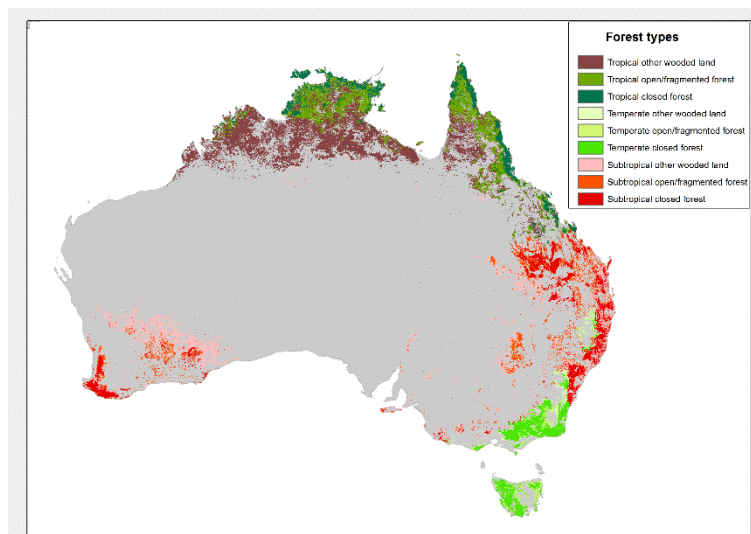 Forest types
Tropical other wooded land
Tropical open/fragmented forest
Tropical closed forest
Temperate other wooded land
Temperate open/fragmented forest
Temperate closed forest
Subtropical other wooded land
Subtropical open/fragmented forest
Subtropical closed forest